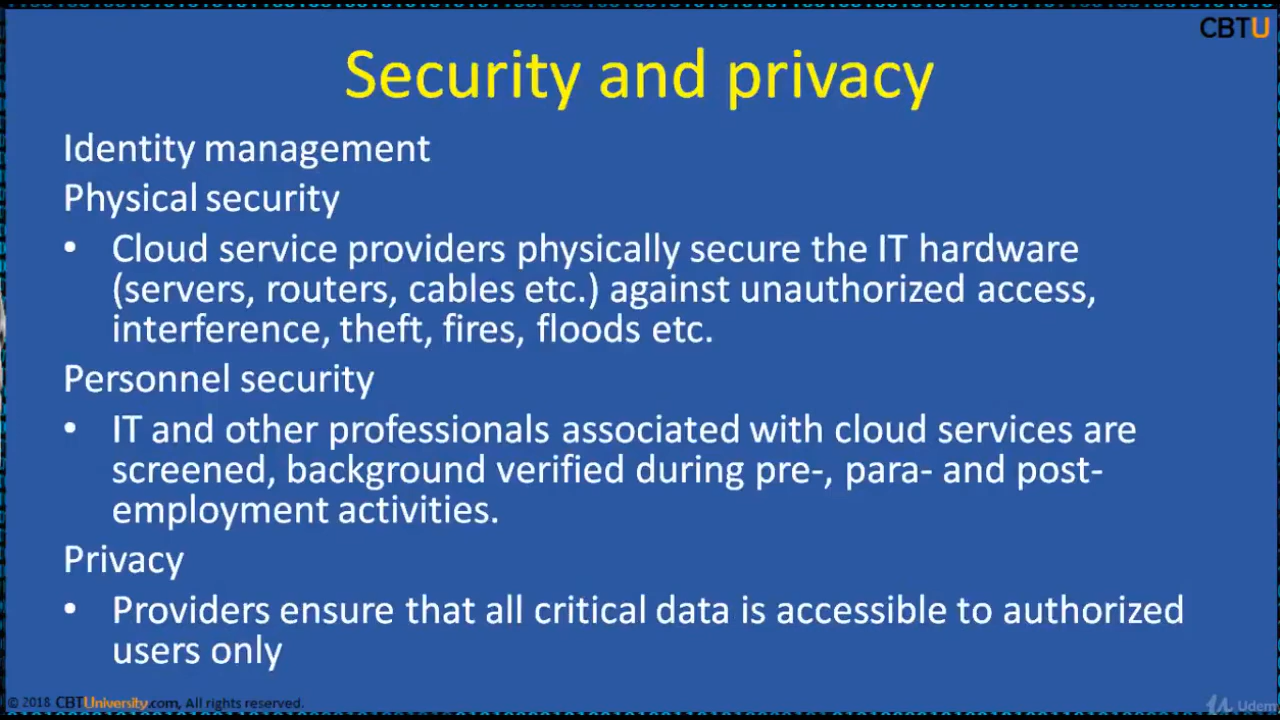 CBTU
Security and privacy
Identity management
Physical security
• Cloud service providers physically secure the IT hardware
(servers, routers, cables etc.) against unauthorized access,
interference, theft, fires, floods etc.
Personnel security
• IT and other professionals associated with cloud services are
screened, background verified during pre-, para- and post-
employment activities.
Privacy
• Providers ensure that all critical data is accessible to authorized
users only
© 2018 CBTUniversity.com, All rights reserved.
Udem